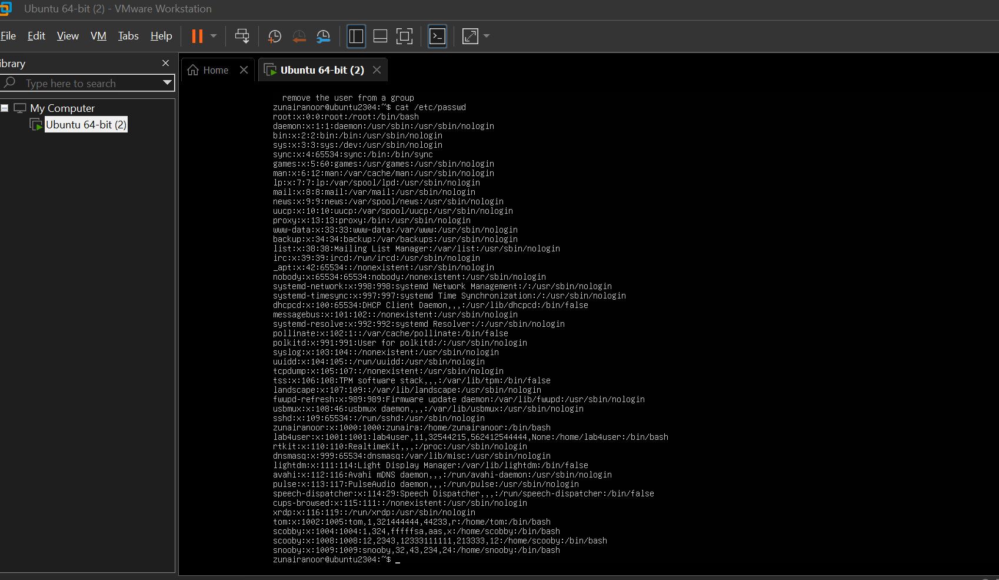 Ubuntu 64-bit (2) - VMware Workstation
File Edit View VM Tabs Help
ibrary
Type here to search
My Computer
Ubuntu 64-bit (2)
Home
Ubuntu 64-bit (2)
remove the user from a group
zunairanoor@ubuntu2304:~$ cat /etc/passwd
root:x:0:0:root:/root:/bin/bash
daemon:x:1:1:daemon:/usr/sbin:/usr/sbin/nologin
bin:x:2:2:bin:/bin:/usr/sbin/nologin
sys:x:3:3:sys:/dev:/usr/sbin/nologin
sync:x:4:65534:sync:/bin:/bin/sync
games:x:5:60:games:/usr/games:/usr/sbin/nologin
man:x:6:12:man:/var/cache/man:/usr/sbin/nologin
lp:x:7:7:lp:/var/spool/lpd:/usr/sbin/nologin
mail:x:8:8:mail:/var/mail:/usr/sbin/nologin
news:x:9:9:news:/var/spool/news:/usr/sbin/nologin
uucp:x:10:10:uucp:/var/spool/uucp:/usr/sbin/nologin
proxy:x:13:13:proxy:/bin:/usr/sbin/nologin
www-data:x:33:33:www-data:/var/www:/usr/sbin/nologin
backup:x:34:34:backup:/var/backups:/usr/sbin/nologin
list:x:38:38:Mailing List Manager:/var/list:/usr/sbin/nologin
irc:x:39:39:ircd:/run/ircd:/usr/sbin/nologin
_apt:x:42:65534::/nonexistent:/usr/sbin/nologin
nobody:x:65534:65534:nobody:/nonexistent:/usr/sbin/nologin
systemd-network:x:998:998:systemd Network Management:/:/usr/sbin/nologin
systemd-timesync:x:997:997:systemd Time Synchronization:/:/usr/sbin/nologin
dhcpcd:x:100:65534:DHCP Client Daemon,,,:/usr/lib/dhcpcd:/bin/false
messagebus:x:101:102::/nonexistent:/usr/sbin/nologin
systemd-resolve:x:992:992:systemd Resolver:/:/usr/sbin/nologin
pollinate:x:102:1::/var/cache/pollinate:/bin/false
polkitd:x:991:991:User for polkitd:/:/usr/sbin/nologin
syslog:x:103:104::/nonexistent:/usr/sbin/nologin
uuidd:x:104:105::/run/uuidd:/usr/sbin/nologin
tcpdump:x:105:107::/nonexistent:/usr/sbin/nologin
tss:x:106:108:TPM software stack,,,:/var/lib/tpm:/bin/false
landscape:x:107:109::/var/lib/landscape:/usr/sbin/nologin
fwupd-refresh:x:989:989:Firmware update daemon:/var/lib/fwupd:/usr/sbin/nologin
usbmux:x:108:46:usbmux daemon,,,:/var/lib/usbmux:/usr/sbin/nologin
sshd:x:109:65534::/run/sshd:/usr/sbin/nologin
zunairanoor:x:1000:1000:zunaira:/home/zunairanoor:/bin/bash
lab4user:x:1001:1001:lab4user,11,32544215,562412544444,None:/home/lab4user:/bin/bash
rtkit:x:110:110:RealtimeKit,,,:/proc:/usr/sbin/nologin
dnsmasq:x:999:65534:dnsmasq:/var/lib/misc:/usr/sbin/nologin
lightdm:x:111:114:Light Display Manager:/var/lib/lightdm:/bin/false
avahi:x:112:116:Avahi mDNS daemon,,,:/run/avahi-daemon:/usr/sbin/nologin
pulse:x:113:117:PulseAudio daemon,,,:/run/pulse:/usr/sbin/nologin
speech-dispatcher:x:114:29:Speech Dispatcher,,,:/run/speech-dispatcher:/bin/false
cups-browsed:x:115:111::/nonexistent:/usr/sbin/nologin
xrdp:x:116:119::/run/xrdp:/usr/sbin/nologin
tom:x:1002:1005:tom,1,321444444,44233,r:/home/tom:/bin/bash
scobby:x:1004:1004:1,324,fffffsa,aas,x:/home/scobby:/bin/bash
scooby:x:1008:1008:12,2343,12333111111,213333,12:/home/scooby:/bin/bash
snooby:x:1009:1009:snooby,32,43,234,24:/home/snooby:/bin/bash
zunairanoor@ubuntu2304:~$ _